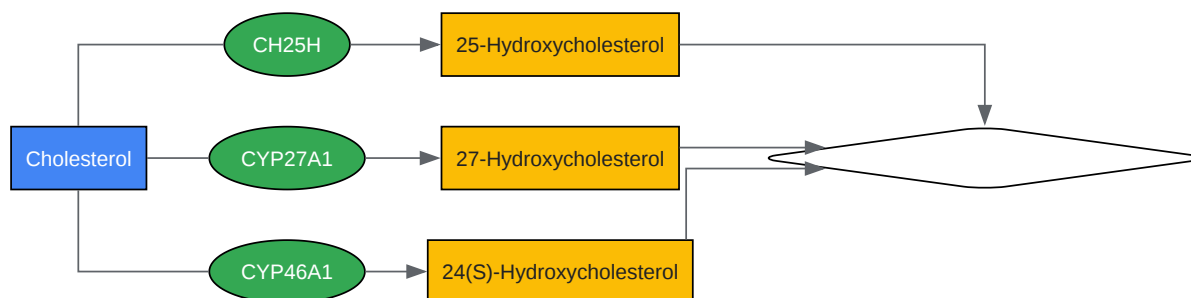 CH25H
25-Hydroxycholesterol
Cholesterol
CYP27A1
27-Hydroxycholesterol
CYP46A1
24(S)-Hydroxycholesterol